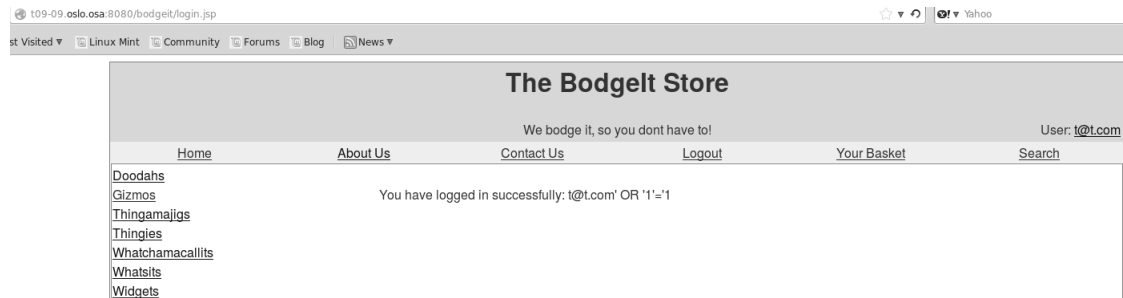 t09-09.oslo.osa:8080/bodgeit/login.jsp
Yahoo
st Visited Linux Mint Community Forums Blog News
The BodgeIt Store
We bodge it, so you dont have to!
User: t@t.com
Home About Us Contact Us Logout Your Basket Search
Doodahs
Gizmos
You have logged in successfully: t@t.com' OR '1'='1
Thingamajigs
Thingies
Whatchamacallits
Whatsits
Widgets